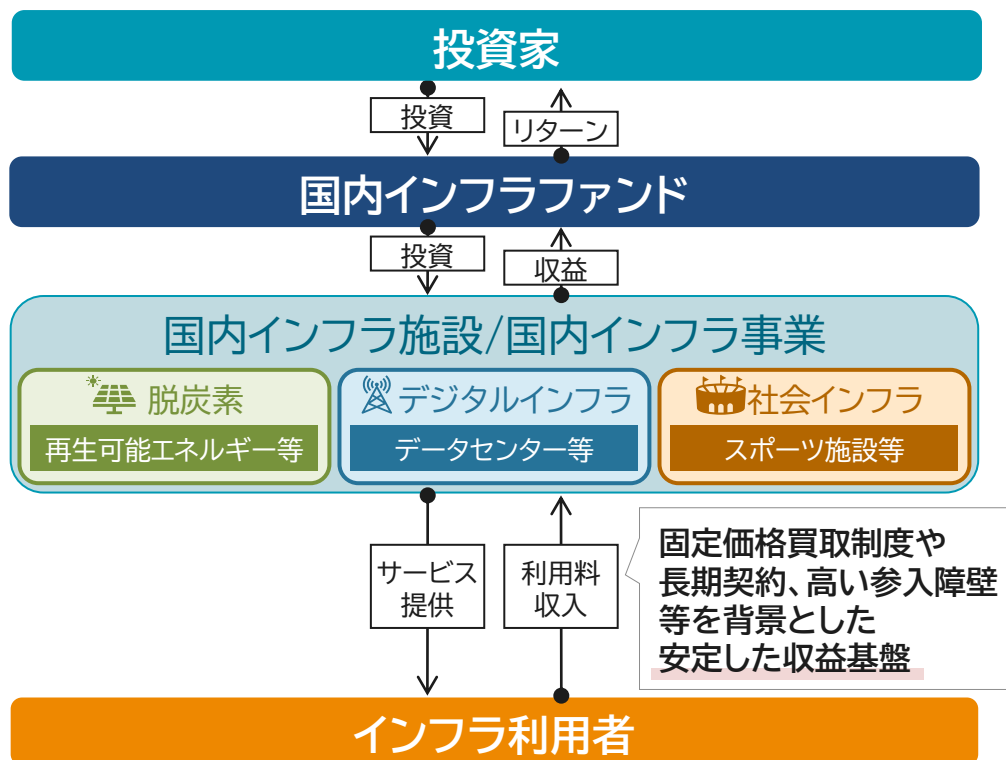 投資家
投資
リターン
国内インフラファンド
投資
収益
国内インフラ施設/国内インフラ事業
脱炭素
再生可能エネルギー等
デジタルインフラ
データセンター等
社会インフラ
スポーツ施設等
サービス
提供
利用料
収入
固定価格買取制度や
長期契約、高い参入障壁
等を背景とした
安定した収益基盤
インフラ利用者